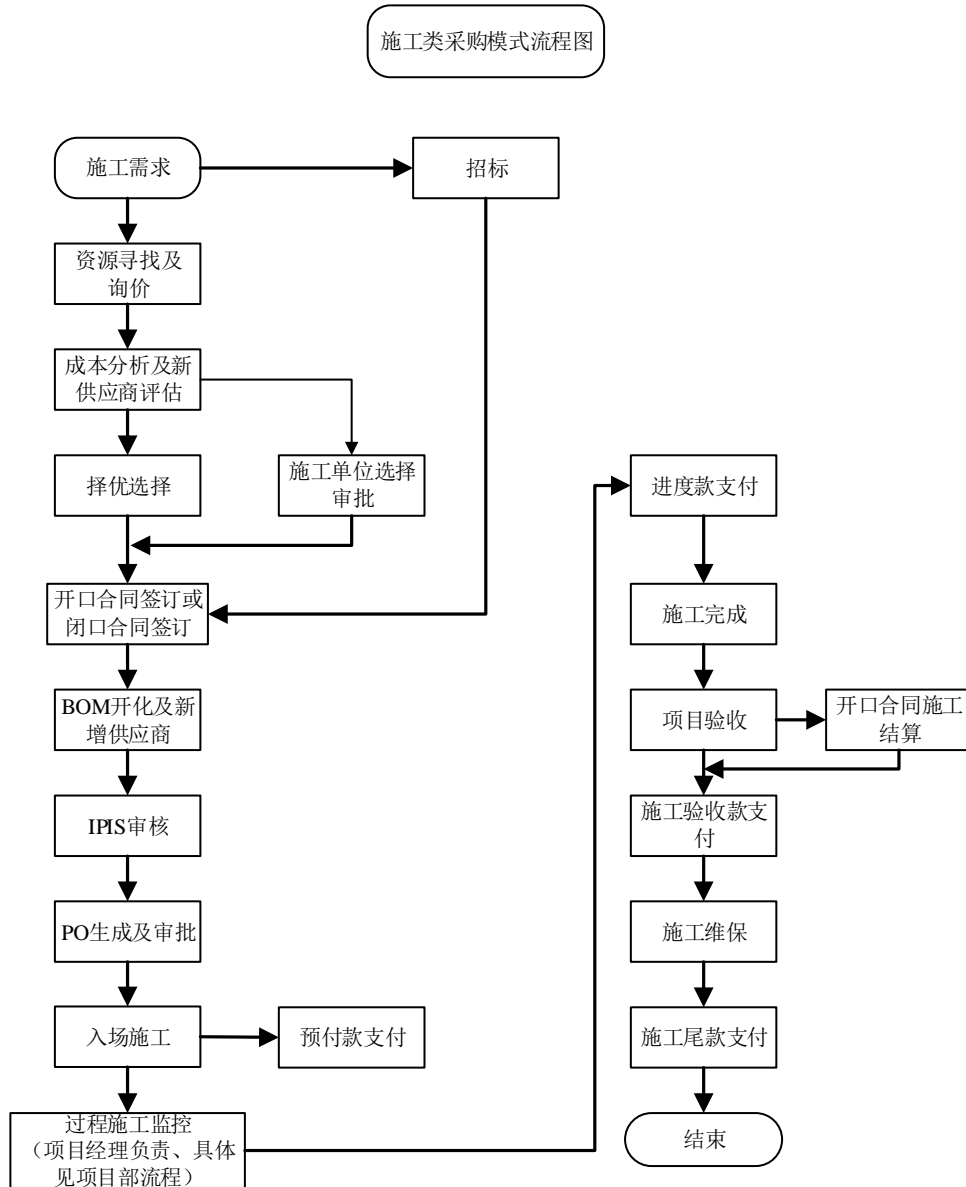 施工类采购模式流程图
施工需求
招标
资源寻找及
询价
成本分析及新
供应商评估
择优选择
施工单位选择
审批
开口合同签订或
闭口合同签订
BOM开化及新
增供应商
IPIS审核
PO生成及审批
入场施工
预付款支付
过程施工监控
(项目经理负责、具体
见项目部流程)
进度款支付
施工完成
项目验收
开口合同施工
结算
施工验收款支
付
施工维保
施工尾款支付
结束